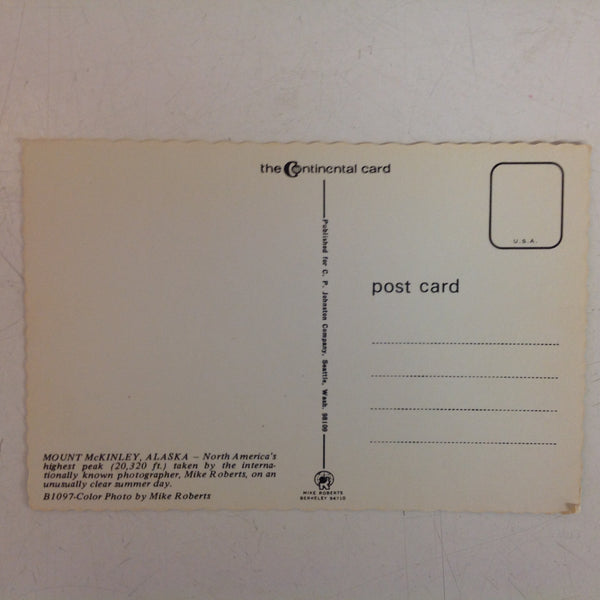 the Continental card
U.S.A.
Published for C. P. Johnston Company, Seattle, Wash. 98109
post card
MOUNT McKINLEY, ALASKA — North America's
highest peak (20,320 ft.) taken by the interna-
tionally known photographer, Mike Roberts, on an
unusually clear summer day.
B1097-Color Photo by Mike Roberts
MIKE ROBERTS
BERKELEY 94710